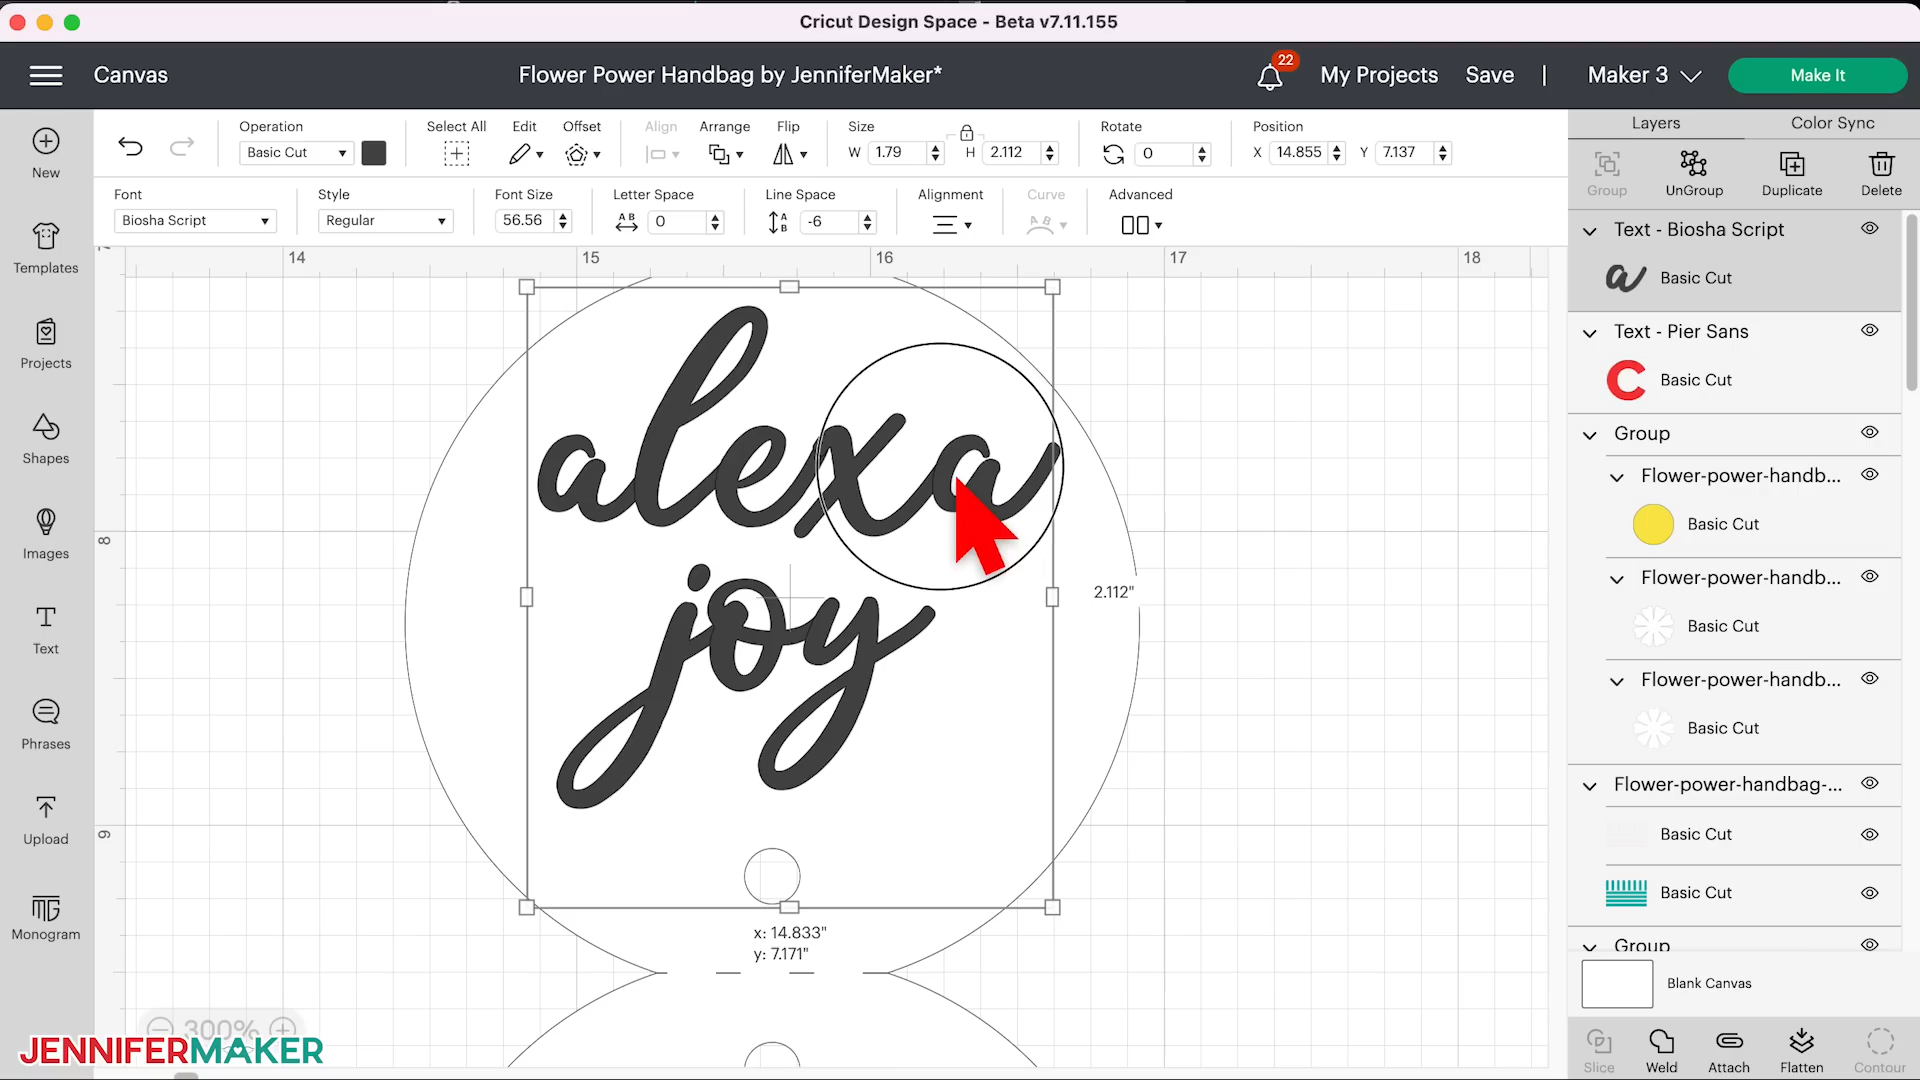 Cricut Design Space - Beta v7.11.155
Canvas
Flower Power Handbag by JenniferMaker*
22
My Projects
Save
|
Maker 3
Make It
New
Templates
Projects
Shapes
Images
Text
Phrases
Upload
Monogram
Operation
Basic Cut
Select All
Edit
Offset
Align
Arrange
Flip
Size
W 1.79
H 2.112
Rotate
0
Position
X 14.855
Y 7.137
Font
Biosha Script
Style
Regular
Font Size
56.56
Letter Space
0
Line Space
-6
Alignment
Curve
Advanced
14 15 16 17 18
8
9
alexa
joy
2.112"
x: 14.833"
y: 7.171"
300%
JENNIFERMAKER
Layers
Color Sync
Group
UnGroup
Duplicate
Delete
Text - Biosha Script
a Basic Cut
Text - Pier Sans
C Basic Cut
Group
Flower-power-handb...
Basic Cut
Flower-power-handb...
Basic Cut
Flower-power-handb...
Basic Cut
Flower-power-handbag-...
Basic Cut
Basic Cut
Group
Blank Canvas
Slice
Weld
Attach
Flatten
Contour